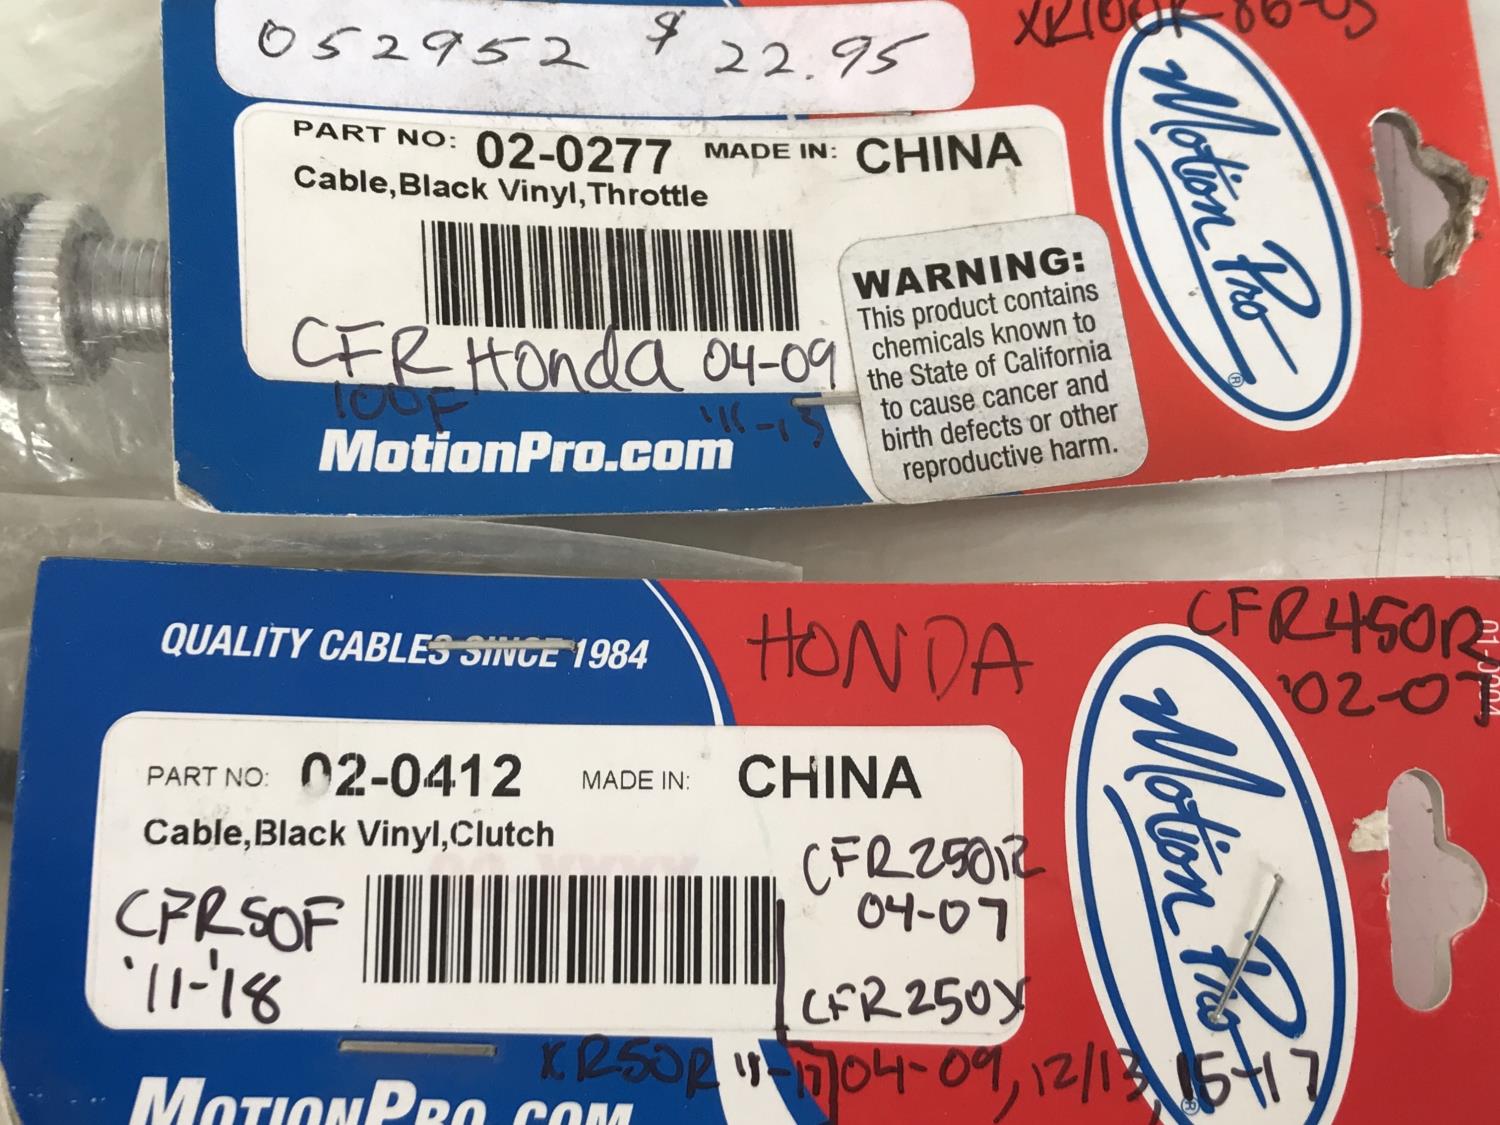 052952 $ 22.95
XR100R 86-03
PART NO: 02-0277 MADE IN: CHINA
Cable,Black Vinyl,Throttle
CFR Honda 04-09
100F '11-13
MotionPro.com
WARNING:
This product contains
chemicals known to
the State of California
to cause cancer and
birth defects or other
reproductive harm.
Motion Pro
®
QUALITY CABLES SINCE 1984
HONDA
CFR450R
'02-07
PART NO: 02-0412 MADE IN: CHINA
Cable,Black Vinyl,Clutch
CFR50F
'11-'18
CFR250R
04-07
CFR250X
04-09, 12/13, 15-17
XR50R '11-17
Motion Pro
®
MOTIONPRO.COM